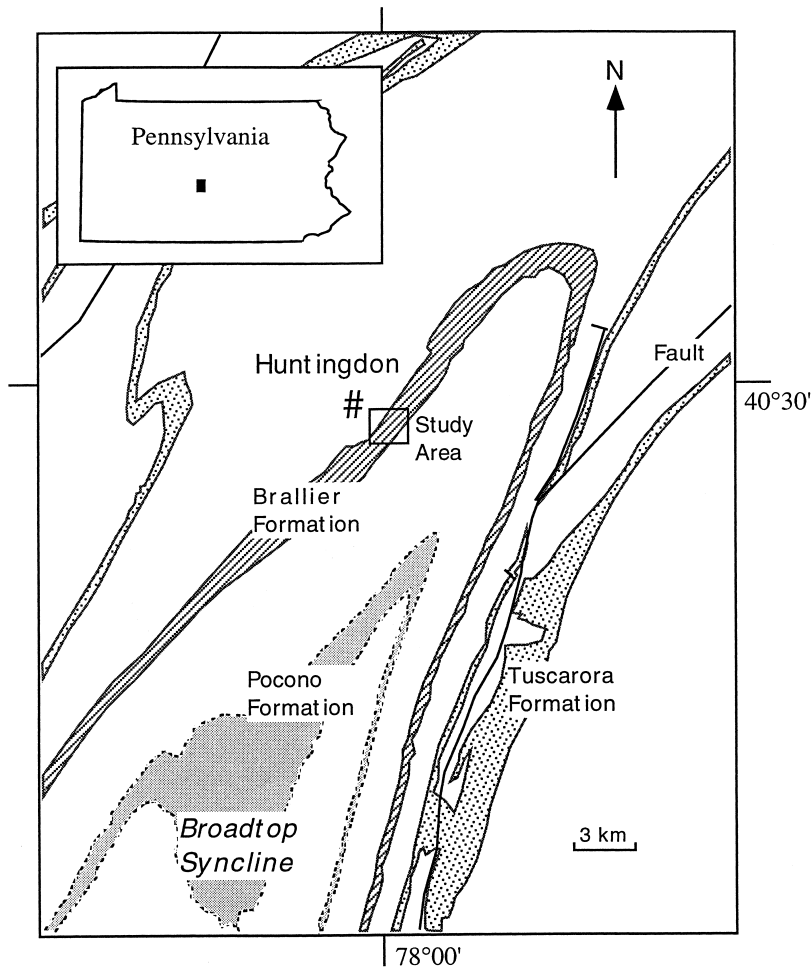 N
Pennsylvania
Fault
Huntingdon
#
40°30'
Study
Area
Brallier
Formation
Pocono
Formation
Tuscarora
Formation
Broadtop
Syncline
3 km
78°00'